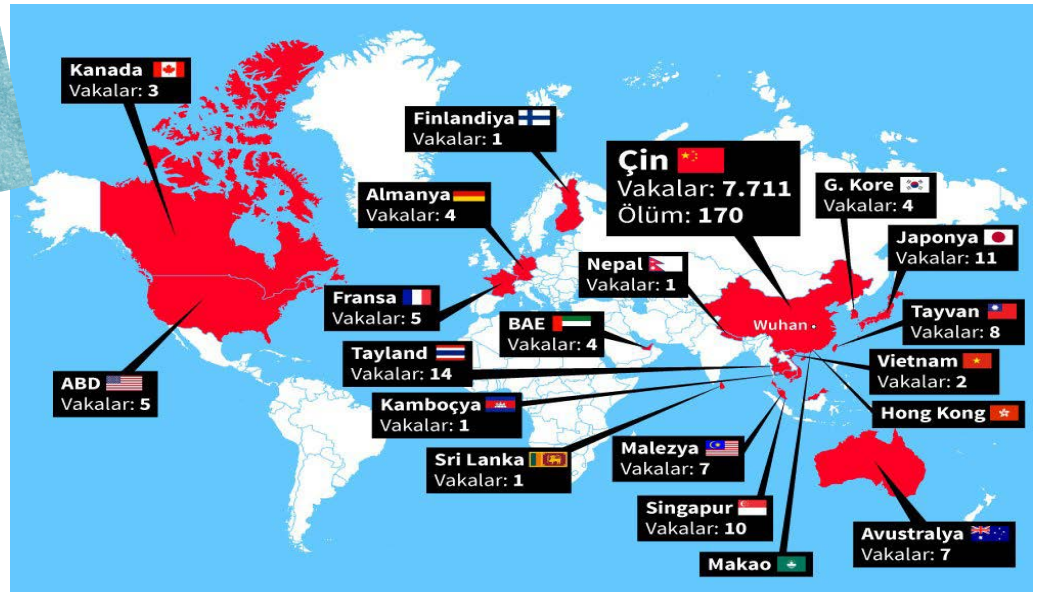 Kanada
Vakalar: 3
Finlandiya
Vakalar: 1
Çin
Vakalar: 7.711
Ölüm: 170
G. Kore
Vakalar: 4
Almanya
Vakalar: 4
Japonya
Vakalar: 11
Nepal
Vakalar: 1
Fransa
Vakalar: 5
BAE
Vakalar: 4
Wuhan
Tayvan
Vakalar: 8
Tayland
Vakalar: 14
Vietnam
Vakalar: 2
ABD
Vakalar: 5
Kamboçya
Vakalar: 1
Hong Kong
Sri Lanka
Vakalar: 1
Malezya
Vakalar: 7
Singapur
Vakalar: 10
Avustralya
Vakalar: 7
Makao